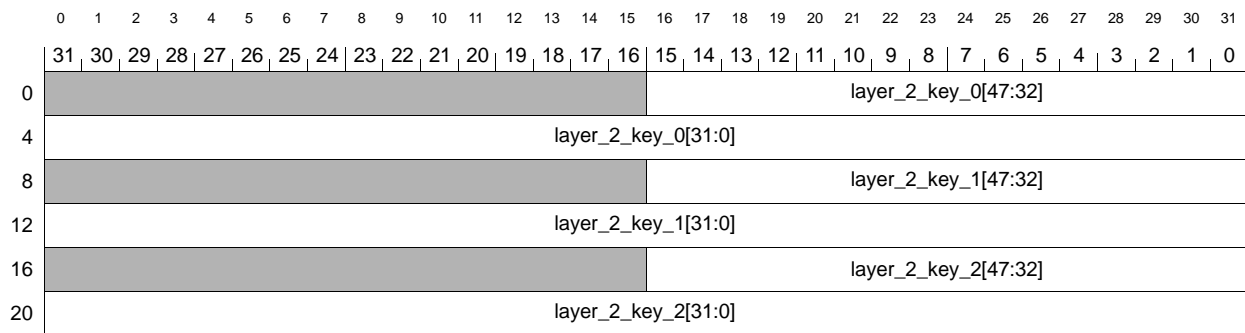 0 1 2 3 4 5 6 7 8 9 10 11 12 13 14 15 16 17 18 19 20 21 22 23 24 25 26 27 28 29 30 31
31 30 29 28 27 26 25 24 23 22 21 20 19 18 17 16 15 14 13 12 11 10 9 8 7 6 5 4 3 2 1 0
0 layer_2_key_0[47:32]
4 layer_2_key_0[31:0]
8 layer_2_key_1[47:32]
12 layer_2_key_1[31:0]
16 layer_2_key_2[47:32]
20 layer_2_key_2[31:0]